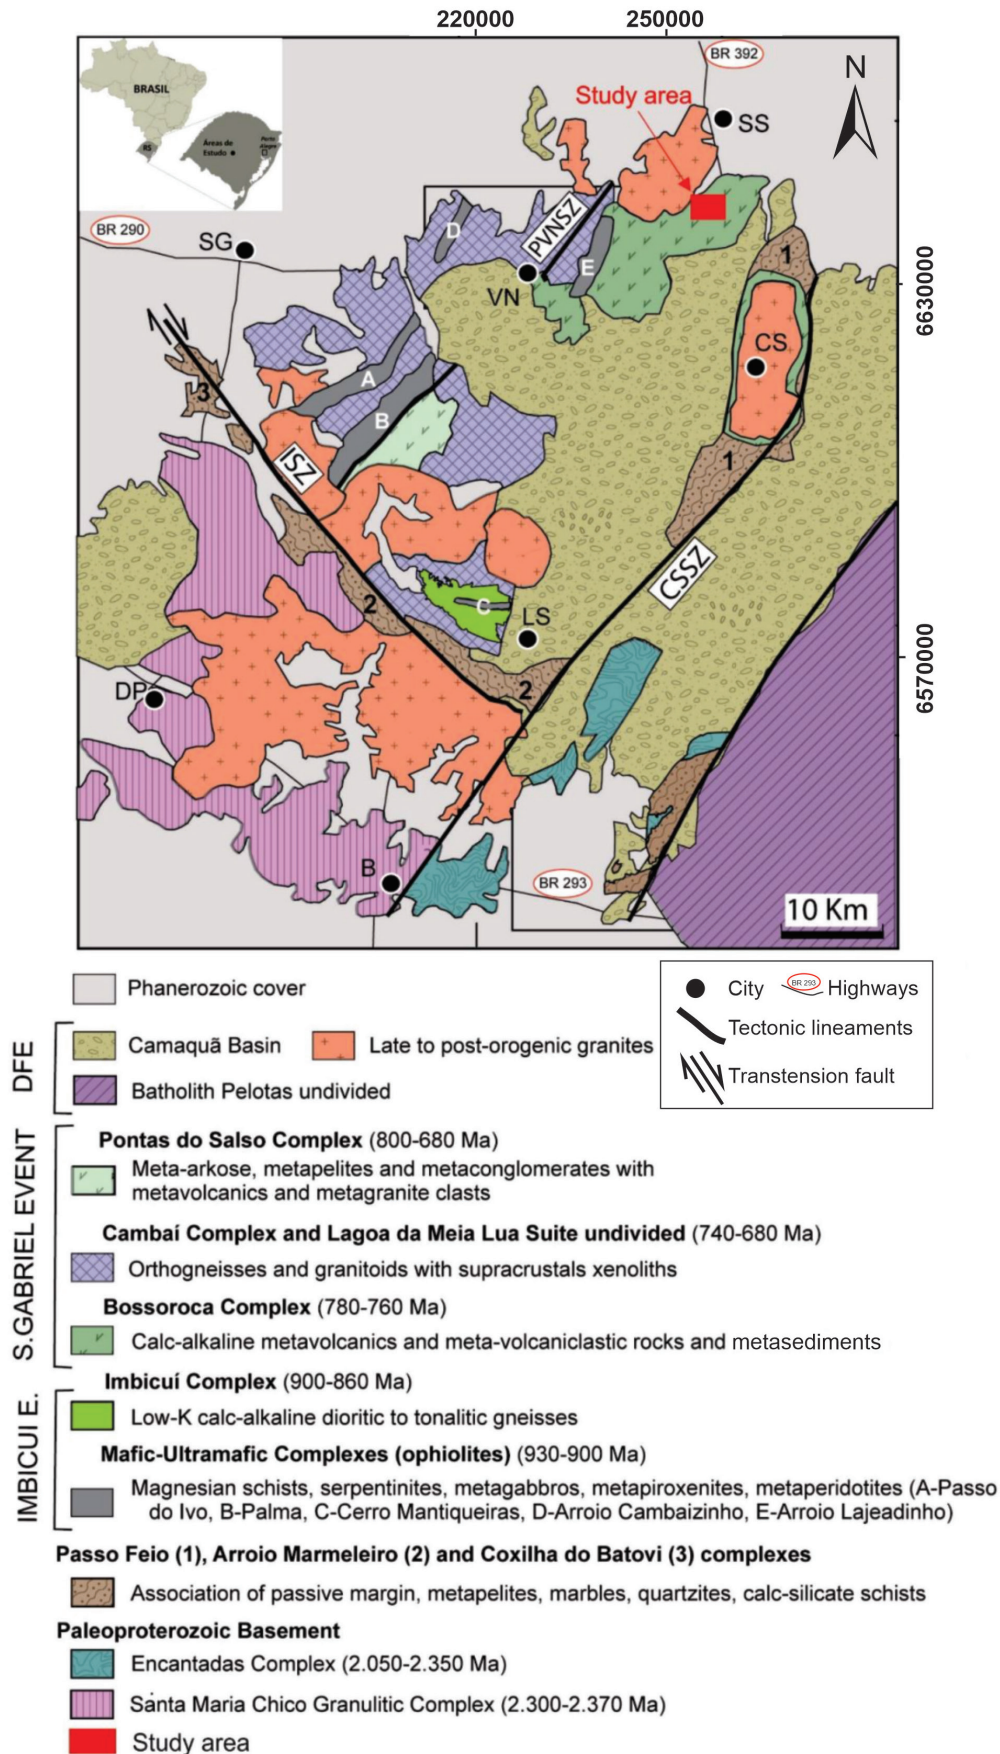 220000 250000
BR 392
N
BRASIL
RS
Áreas de
Estudo
Porto
Alegre
Study area
SS
BR 290
SG
D
PVNSZ
E
VN
1
6630000
CS
3
A
B
ISZ
1
CSSZ
2
C
LS
2
6570000
DP
B
BR 293
10 Km
Phanerozoic cover
DFE
Camaquã Basin
Late to post-orogenic granites
Batholith Pelotas undivided
City
BR 293
Highways
Tectonic lineaments
Transtension fault
S.GABRIEL EVENT
Pontas do Salso Complex (800-680 Ma)
Meta-arkose, metapelites and metaconglomerates with
metavolcanics and metagranite clasts
Cambaí Complex and Lagoa da Meia Lua Suite undivided (740-680 Ma)
Orthogneisses and granitoids with supracrustals xenoliths
Bossoroca Complex (780-760 Ma)
Calc-alkaline metavolcanics and meta-volcaniclastic rocks and metasediments
IMBICUI E.
Imbicuí Complex (900-860 Ma)
Low-K calc-alkaline dioritic to tonalitic gneisses
Mafic-Ultramafic Complexes (ophiolites) (930-900 Ma)
Magnesian schists, serpentinites, metagabbros, metapiroxenites, metaperidotites (A-Passo
do Ivo, B-Palma, C-Cerro Mantiqueiras, D-Arroio Cambaizinho, E-Arroio Lajeadinho)
Passo Feio (1), Arroio Marmeleiro (2) and Coxilha do Batovi (3) complexes
Association of passive margin, metapelites, marbles, quartzites, calc-silicate schists
Paleoproterozoic Basement
Encantadas Complex (2.050-2.350 Ma)
Santa Maria Chico Granulitic Complex (2.300-2.370 Ma)
Study area